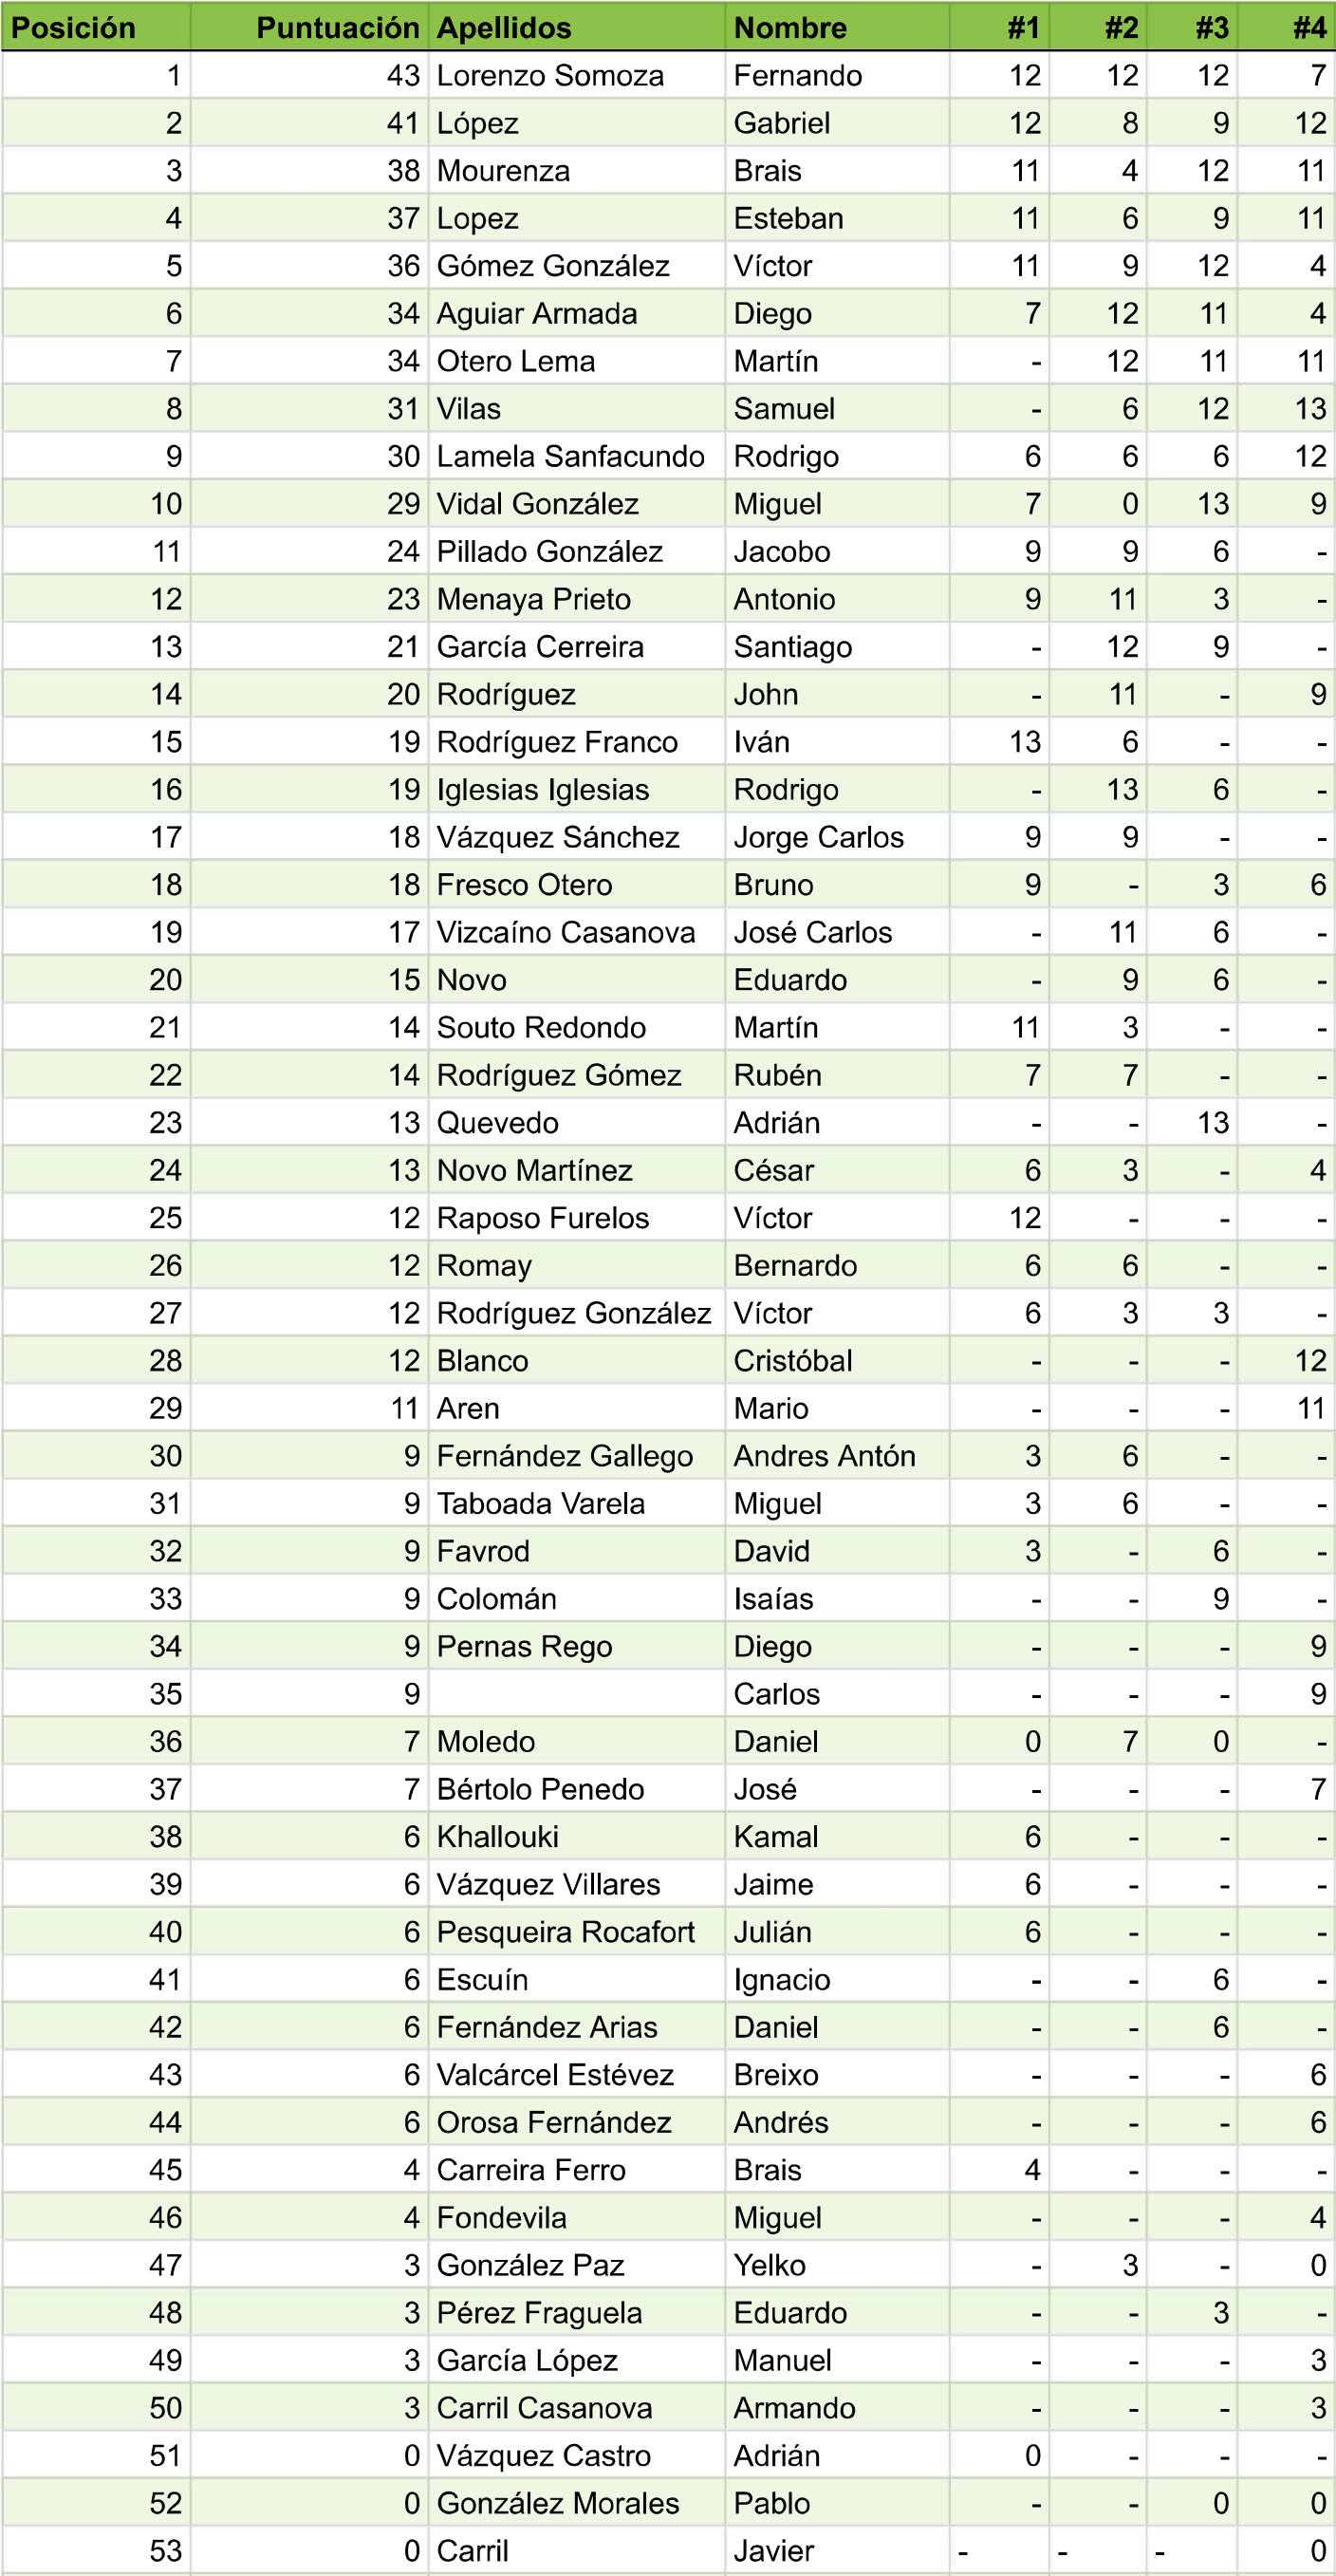 Posición Puntuación Apellidos Nombre #1 #2 #3 #4
1 43 Lorenzo Somoza Fernando 12 12 12 7
2 41 López Gabriel 12 8 9 12
3 38 Mourenza Brais 11 4 12 11
4 37 Lopez Esteban 11 6 9 11
5 36 Gómez González Víctor 11 9 12 4
6 34 Aguiar Armada Diego 7 12 11 4
7 34 Otero Lema Martín - 12 11 11
8 31 Vilas Samuel - 6 12 13
9 30 Lamela Sanfacundo Rodrigo 6 6 6 12
10 29 Vidal González Miguel 7 0 13 9
11 24 Pillado González Jacobo 9 9 6 -
12 23 Menaya Prieto Antonio 9 11 3 -
13 21 García Cerreira Santiago - 12 9 -
14 20 Rodríguez John - 11 - 9
15 19 Rodríguez Franco Iván 13 6 - -
16 19 Iglesias Iglesias Rodrigo - 13 6 -
17 18 Vázquez Sánchez Jorge Carlos 9 9 - -
18 18 Fresco Otero Bruno 9 - 3 6
19 17 Vizcaíno Casanova José Carlos - 11 6 -
20 15 Novo Eduardo - 9 6 -
21 14 Souto Redondo Martín 11 3 - -
22 14 Rodríguez Gómez Rubén 7 7 - -
23 13 Quevedo Adrián - - 13 -
24 13 Novo Martínez César 6 3 - 4
25 12 Raposo Furelos Víctor 12 - - -
26 12 Romay Bernardo 6 6 - -
27 12 Rodríguez González Víctor 6 3 3 -
28 12 Blanco Cristóbal - - - 12
29 11 Aren Mario - - - 11
30 9 Fernández Gallego Andres Antón 3 6 - -
31 9 Taboada Varela Miguel 3 6 - -
32 9 Favrod David 3 - 6 -
33 9 Colomán Isaías - - 9 -
34 9 Pernas Rego Diego - - - 9
35 9 Carlos - - - 9
36 7 Moledo Daniel 0 7 0 -
37 7 Bértolo Penedo José - - - 7
38 6 Khallouki Kamal 6 - - -
39 6 Vázquez Villares Jaime 6 - - -
40 6 Pesqueira Rocafort Julián 6 - - -
41 6 Escuín Ignacio - - 6 -
42 6 Fernández Arias Daniel - - 6 -
43 6 Valcárcel Estévez Breixo - - - 6
44 6 Orosa Fernández Andrés - - - 6
45 4 Carreira Ferro Brais 4 - - -
46 4 Fondevila Miguel - - - 4
47 3 González Paz Yelko - 3 - 0
48 3 Pérez Fraguela Eduardo - - 3 -
49 3 García López Manuel - - - 3
50 3 Carril Casanova Armando - - - 3
51 0 Vázquez Castro Adrián 0 - - -
52 0 González Morales Pablo - - 0 0
53 0 Carril Javier - - - 0